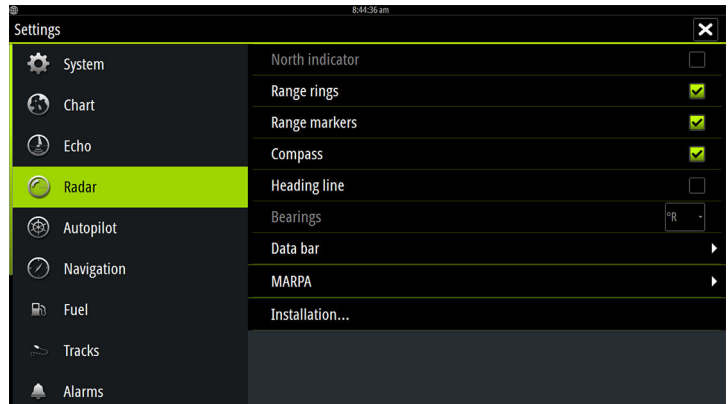 8:44:36 am
Settings
System
Chart
Echo
Radar
Autopilot
Navigation
Fuel
Tracks
Alarms
North indicator
Range rings
Range markers
Compass
Heading line
Bearings °R
Data bar
MARPA
Installation...